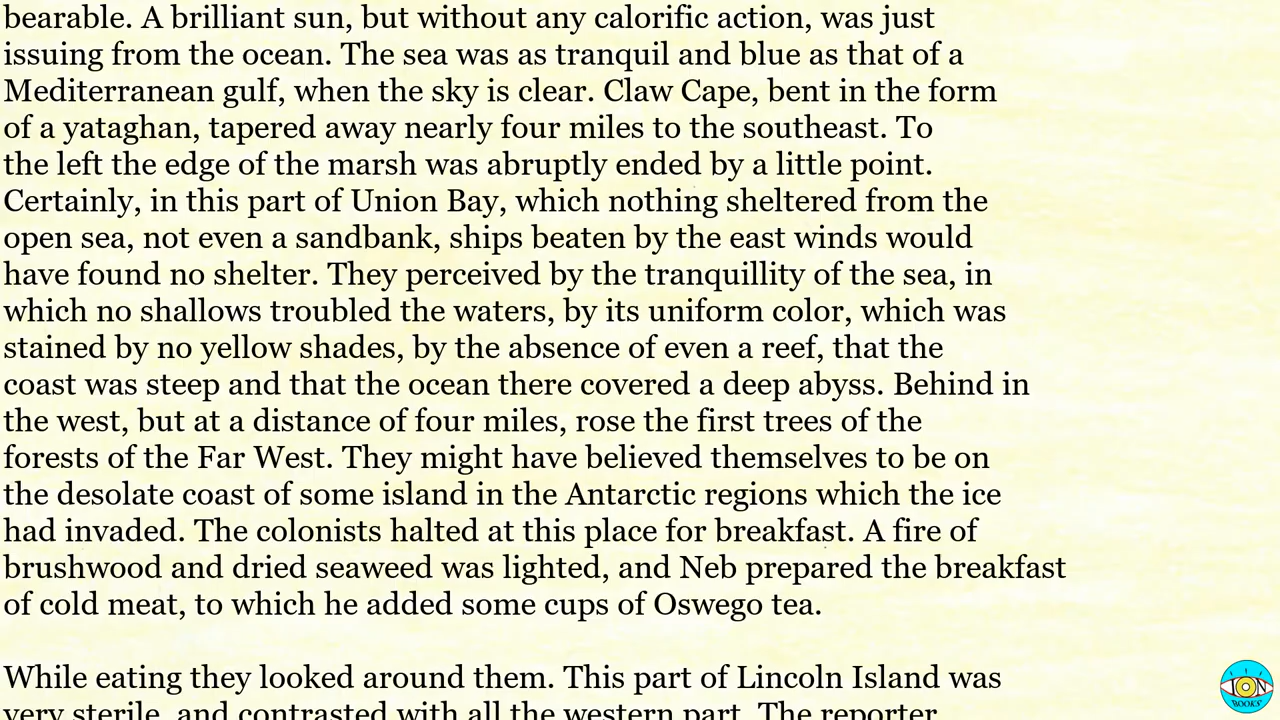 bearable. A brilliant sun, but without any calorific action, was just
issuing from the ocean. The sea was as tranquil and blue as that of a
Mediterranean gulf, when the sky is clear. Claw Cape, bent in the form
of a yataghan, tapered away nearly four miles to the southeast. To
the left the edge of the marsh was abruptly ended by a little point.
Certainly, in this part of Union Bay, which nothing sheltered from the
open sea, not even a sandbank, ships beaten by the east winds would
have found no shelter. They perceived by the tranquillity of the sea, in
which no shallows troubled the waters, by its uniform color, which was
stained by no yellow shades, by the absence of even a reef, that the
coast was steep and that the ocean there covered a deep abyss. Behind in
the west, but at a distance of four miles, rose the first trees of the
forests of the Far West. They might have believed themselves to be on
the desolate coast of some island in the Antarctic regions which the ice
had invaded. The colonists halted at this place for breakfast. A fire of
brushwood and dried seaweed was lighted, and Neb prepared the breakfast
of cold meat, to which he added some cups of Oswego tea.
While eating they looked around them. This part of Lincoln Island was
very sterile, and contrasted with all the western part. The reporter
ION
BOOKS